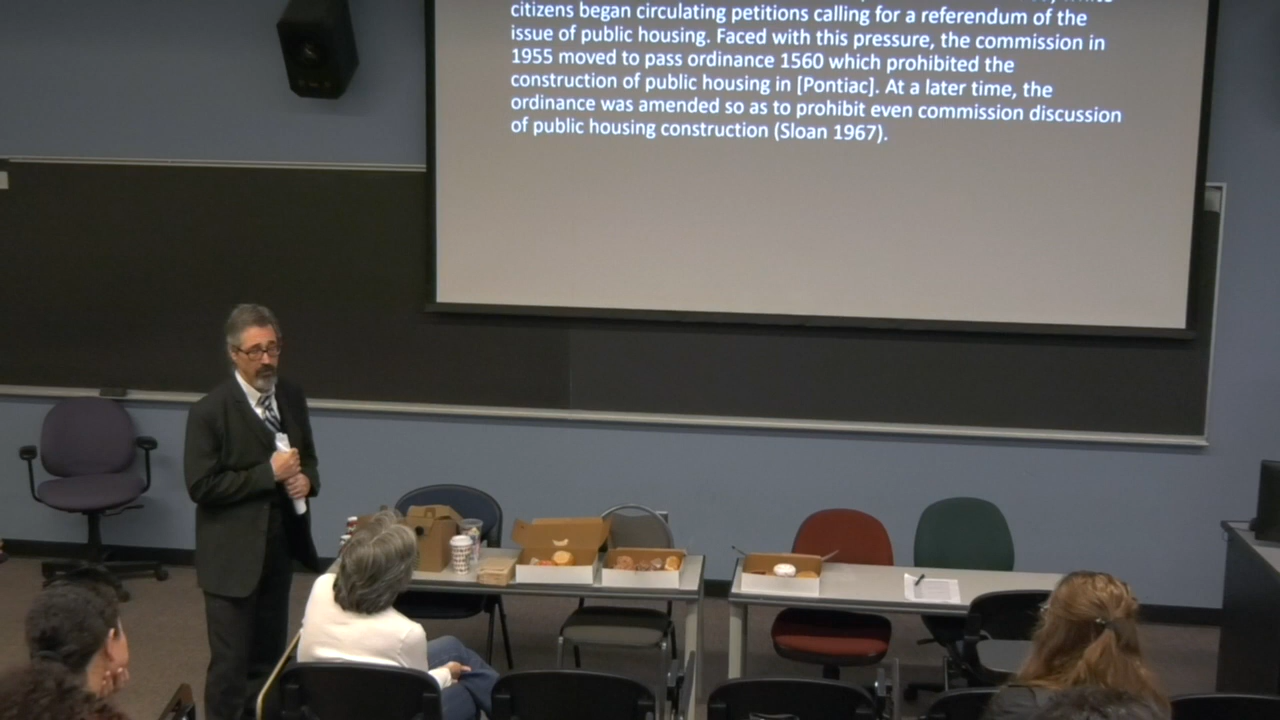 citizens began circulating petitions calling for a referendum of the
issue of public housing. Faced with this pressure, the commission in
1955 moved to pass ordinance 1560 which prohibited the
construction of public housing in [Pontiac]. At a later time, the
ordinance was amended so as to prohibit even commission discussion
of public housing construction (Sloan 1967).